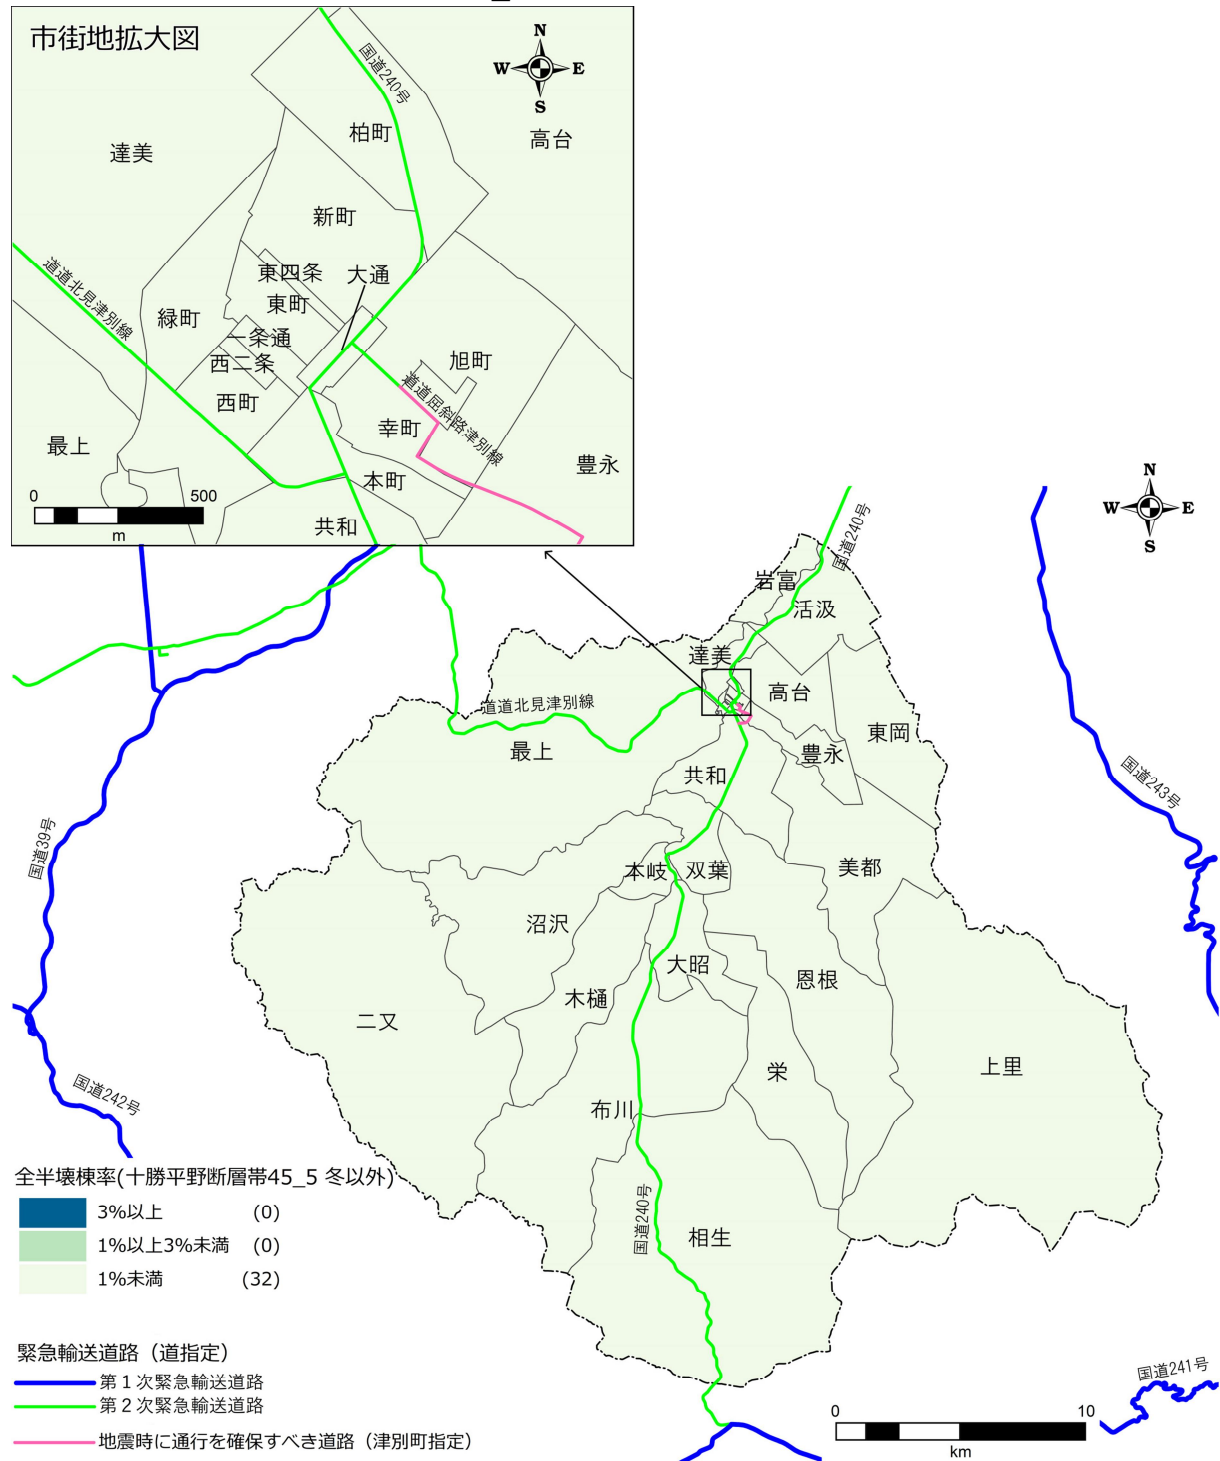 市街地拡大図
N
W E
S
国道240号
柏町
高台
達美
新町
東四条
大通
東町
道道北見津別線
緑町
一条通
西二条
旭町
西町
道道屈斜路津別線
幸町
最上
豊永
本町
共和
0 500
m
N
W E
S
国道240号
岩富
活汲
達美
高台
道道北見津別線
東岡
最上
豊永
共和
国道243号
国道39号
本岐
双葉
美都
沼沢
大昭
恩根
木樋
二又
上里
栄
国道242号
布川
国道240号
相生
全半壊棟率(十勝平野断層帯45_5 冬以外)
3%以上 (0)
1%以上3%未満 (0)
1%未満 (32)
緊急輸送道路（道指定）
第１次緊急輸送道路
第２次緊急輸送道路
地震時に通行を確保すべき道路（津別町指定）
国道241号
0 10
km